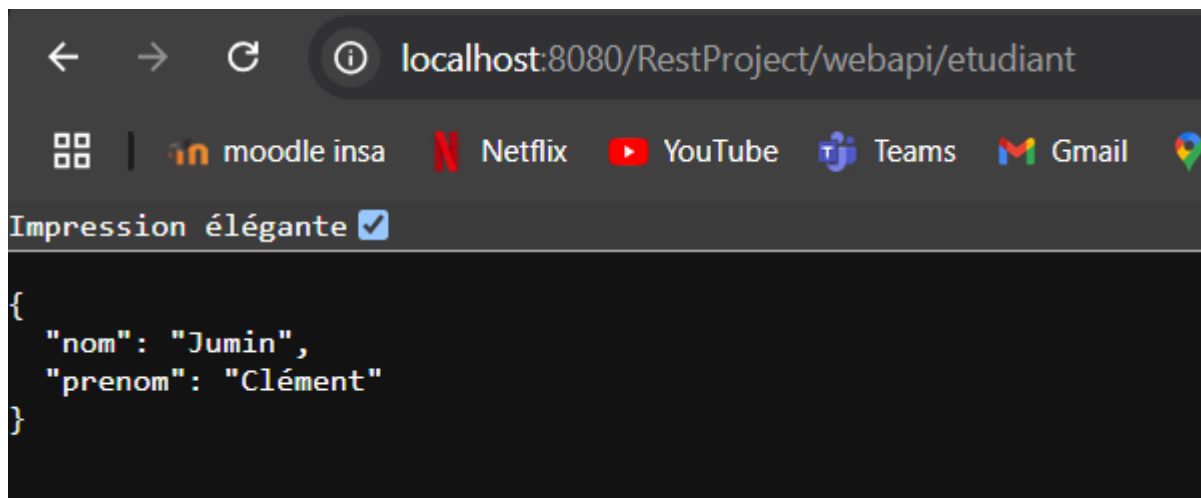 localhost:8080/RestProject/webapi/etudiant
moodle insa Netflix YouTube Teams Gmail
Impression élégante
{
"nom": "Jumin",
"prenom": "Clément"
}